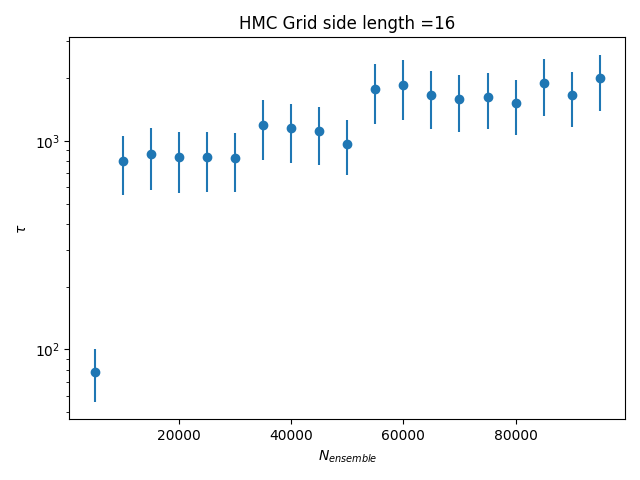 HMC Grid side length =16
10³
10²
τ
20000 40000 60000 80000
N_ensemble